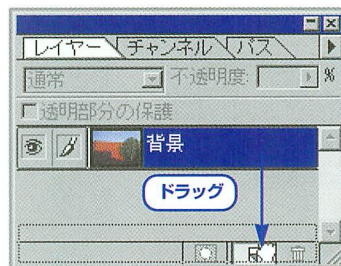 レイヤー チャンネル パス
通常 不透明度: %
透明部分の保護
背景
ドラッグ